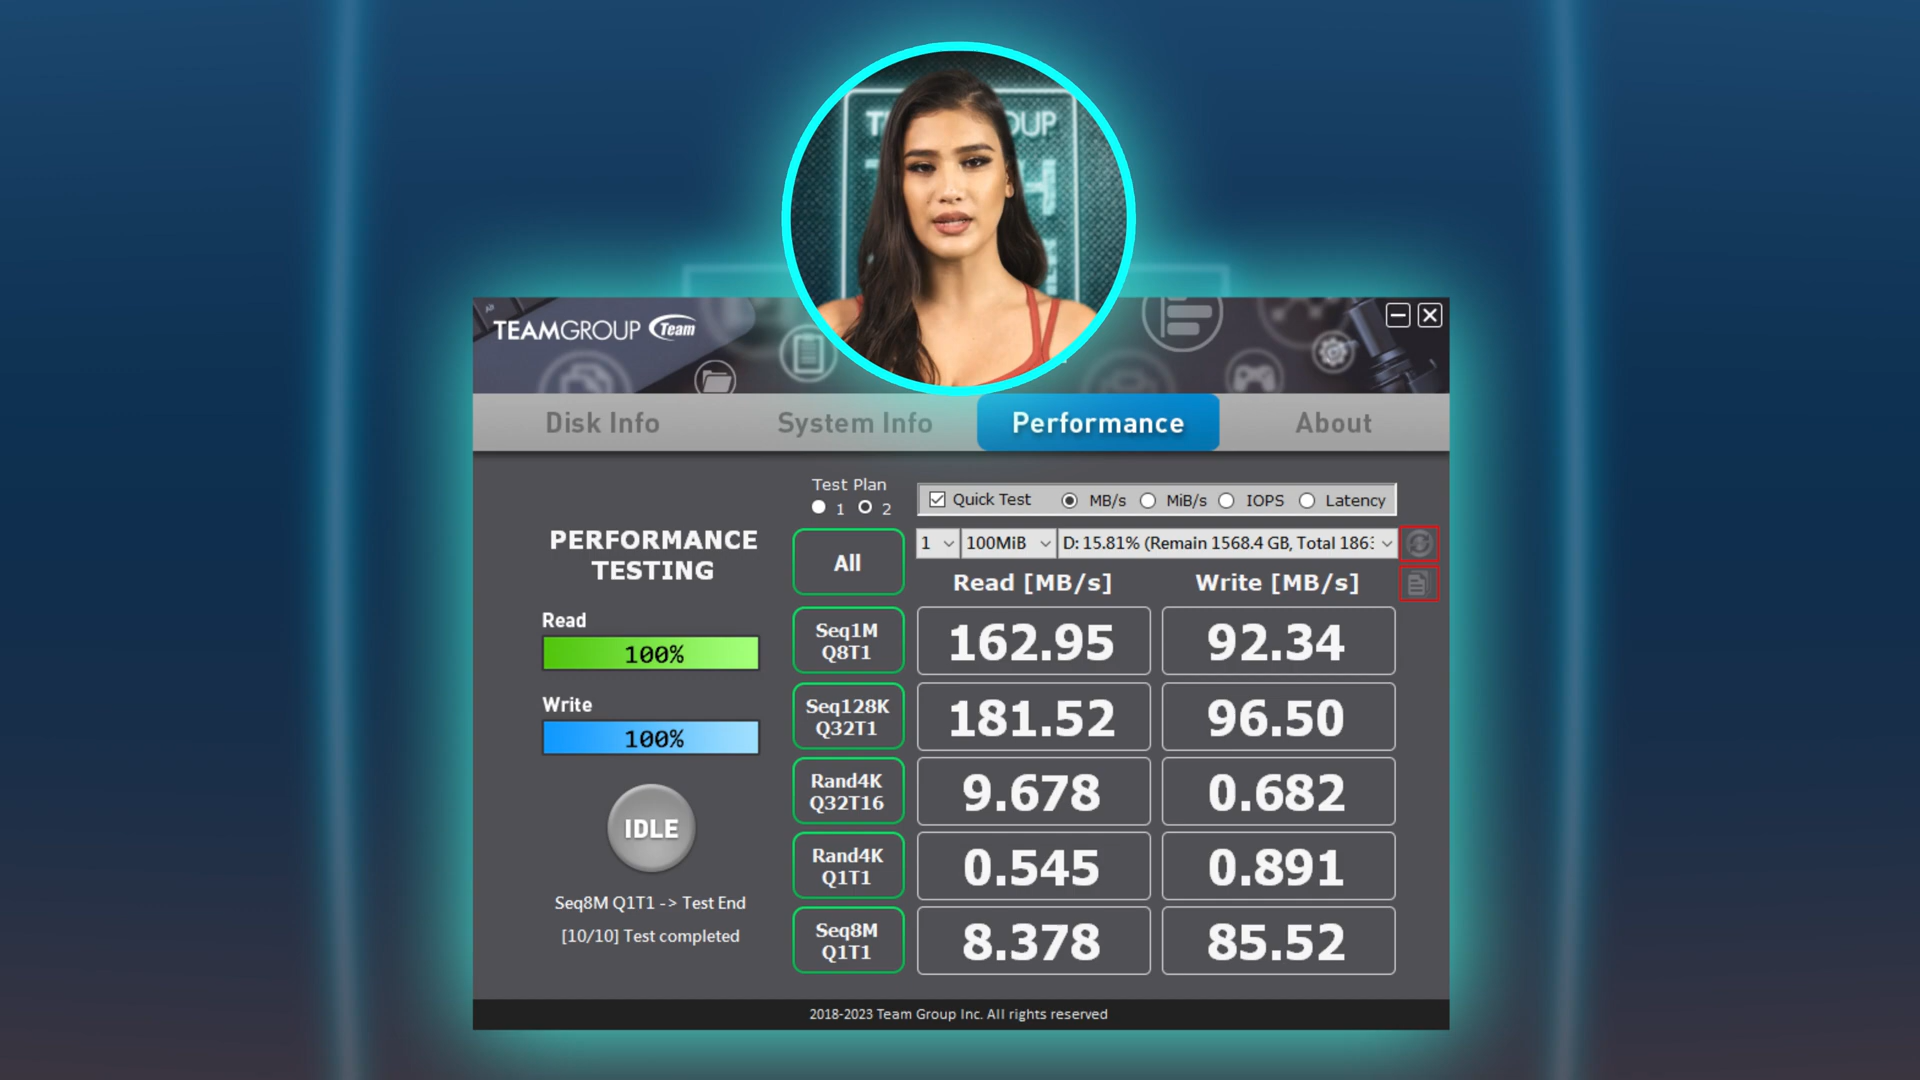 TEAMGROUP Team
Disk Info
System Info
Performance
About
Test Plan
1 2
Quick Test
MB/s
MiB/s
IOPS
Latency
PERFORMANCE
TESTING
All
1
100MiB
D: 15.81% (Remain 1568.4 GB, Total 186
Read [MB/s]
Write [MB/s]
Read
100%
Write
100%
IDLE
Seq8M Q1T1 -> Test End
[10/10] Test completed
Seq1M
Q8T1
162.95
92.34
Seq128K
Q32T1
181.52
96.50
Rand4K
Q32T16
9.678
0.682
Rand4K
Q1T1
0.545
0.891
Seq8M
Q1T1
8.378
85.52
2018-2023 Team Group Inc. All rights reserved